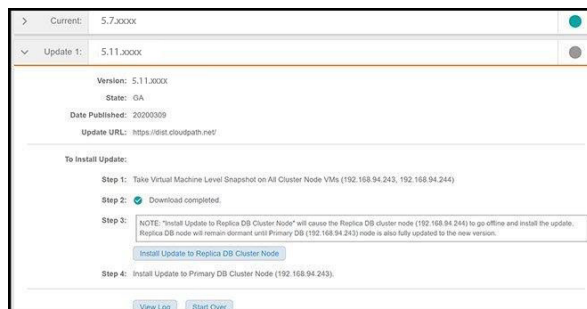 Current: 5.7.xxxx
Update 1: 5.11.xxxx
Version: 5.11.xxxx
State: GA
Date Published: 20200309
Update URL: https://dist.cloudpath.net/
To Install Update:
Step 1: Take Virtual Machine Level Snapshot on All Cluster Node VMs (192.168.94.243, 192.168.94.244)
Step 2: Download completed.
Step 3: NOTE: "Install Update to Replica DB Cluster Node" will cause the Replica DB cluster node (192.168.94.244) to go offline and install the update.
Replica DB node will remain dormant until Primary DB (192.168.94.243) node is also fully updated to the new version.
Install Update to Replica DB Cluster Node
Step 4: Install Update to Primary DB Cluster Node (192.168.94.243).
View Log Start Over